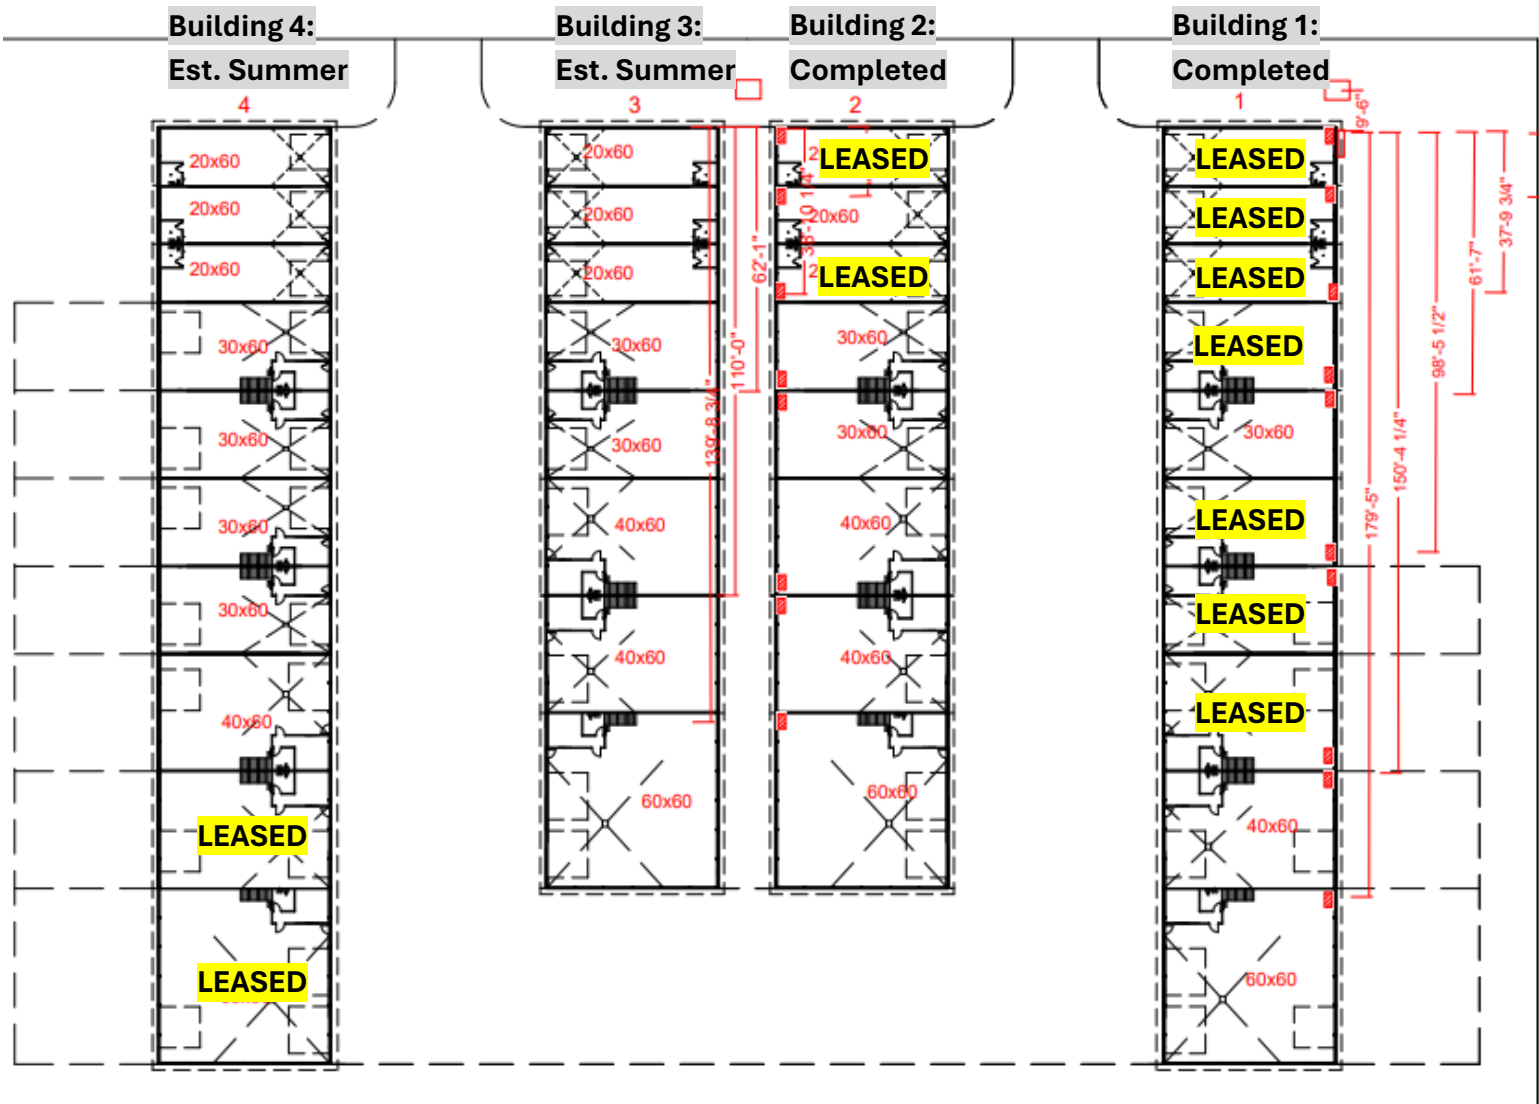 Building 4:
Est. Summer
Building 3:
Est. Summer
Building 2:
Completed
Building 1:
Completed
4
3
2
1
20x60
20x60
20x60
30x60
30x60
30x60
30x60
40x60
LEASED
LEASED
20x60
20x60
20x60
30x60
30x60
40x60
40x60
60x60
139'-8 3/4"
110'-0"
62'-1"
LEASED
20x60
LEASED
30x60
30x60
40x60
40x60
60x60
LEASED
LEASED
LEASED
LEASED
30x60
LEASED
LEASED
LEASED
40x60
60x60
9'-6"
179'-5"
150'-4 1/4"
98'-5 1/2"
61'-7"
37'-9 3/4"